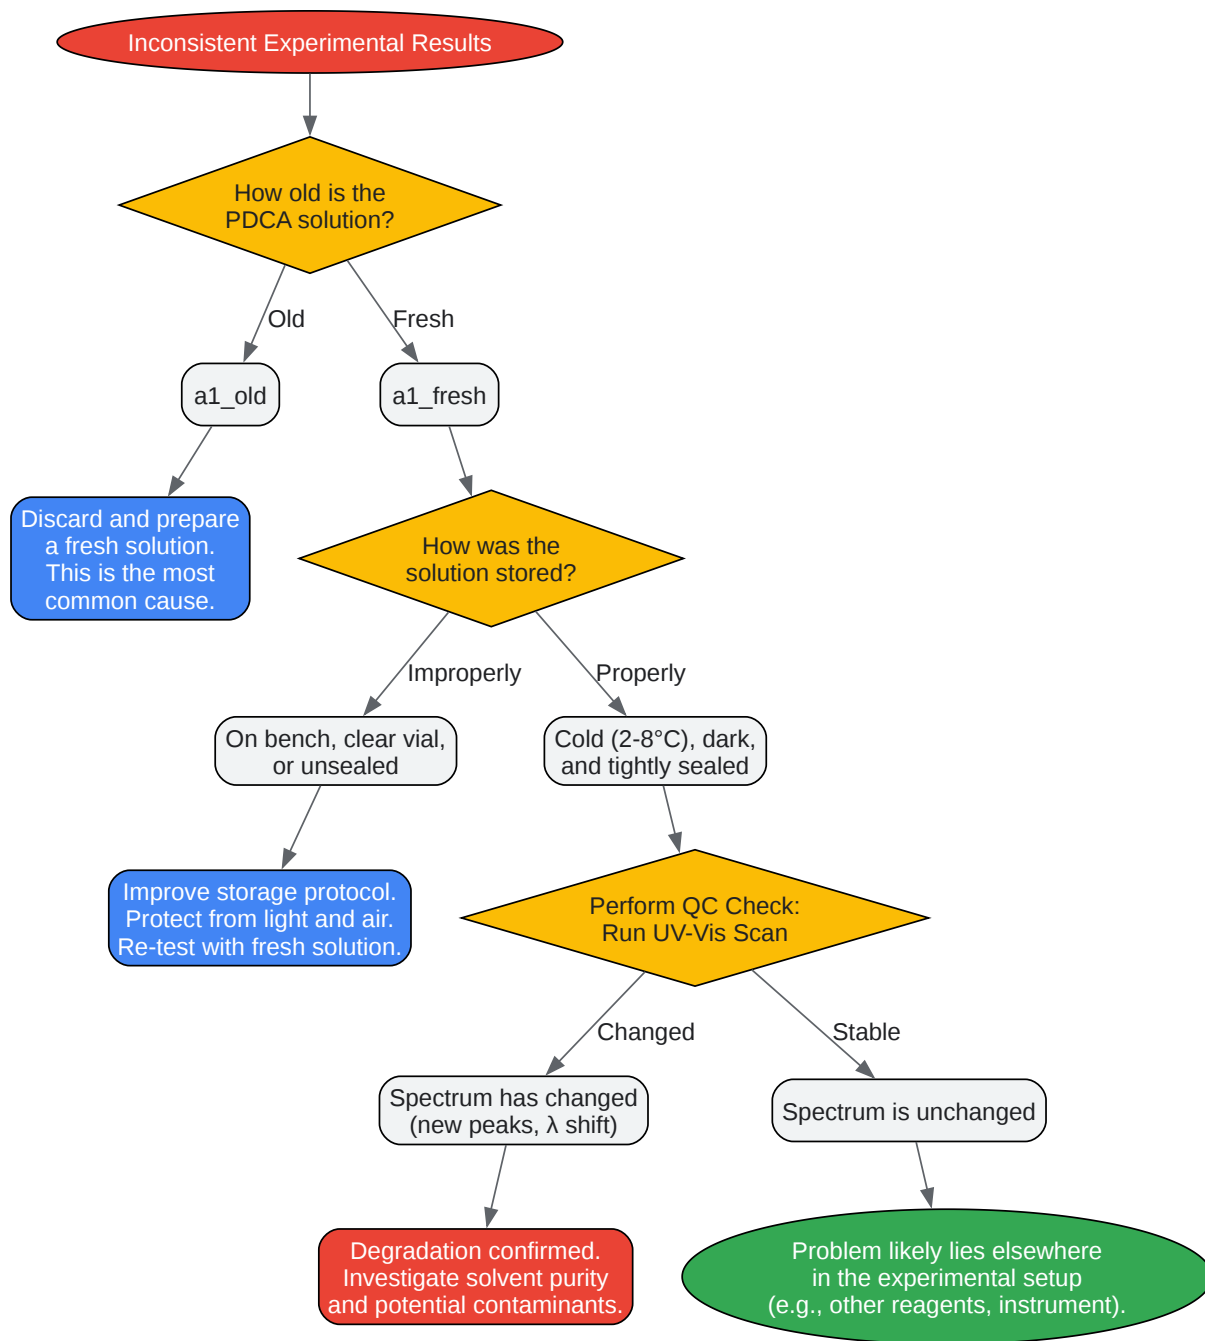 Inconsistent Experimental Results
How old is the
PDCA solution?
Old
Fresh
a1_old
a1_fresh
Discard and prepare
a fresh solution.
This is the most
common cause.
How was the
solution stored?
Improperly
Properly
On bench, clear vial,
or unsealed
Cold (2-8°C), dark,
and tightly sealed
Improve storage protocol.
Protect from light and air.
Re-test with fresh solution.
Perform QC Check:
Run UV-Vis Scan
Changed
Stable
Spectrum has changed
(new peaks, λ shift)
Spectrum is unchanged
Degradation confirmed.
Investigate solvent purity
and potential contaminants.
Problem likely lies elsewhere
in the experimental setup
(e.g., other reagents, instrument).